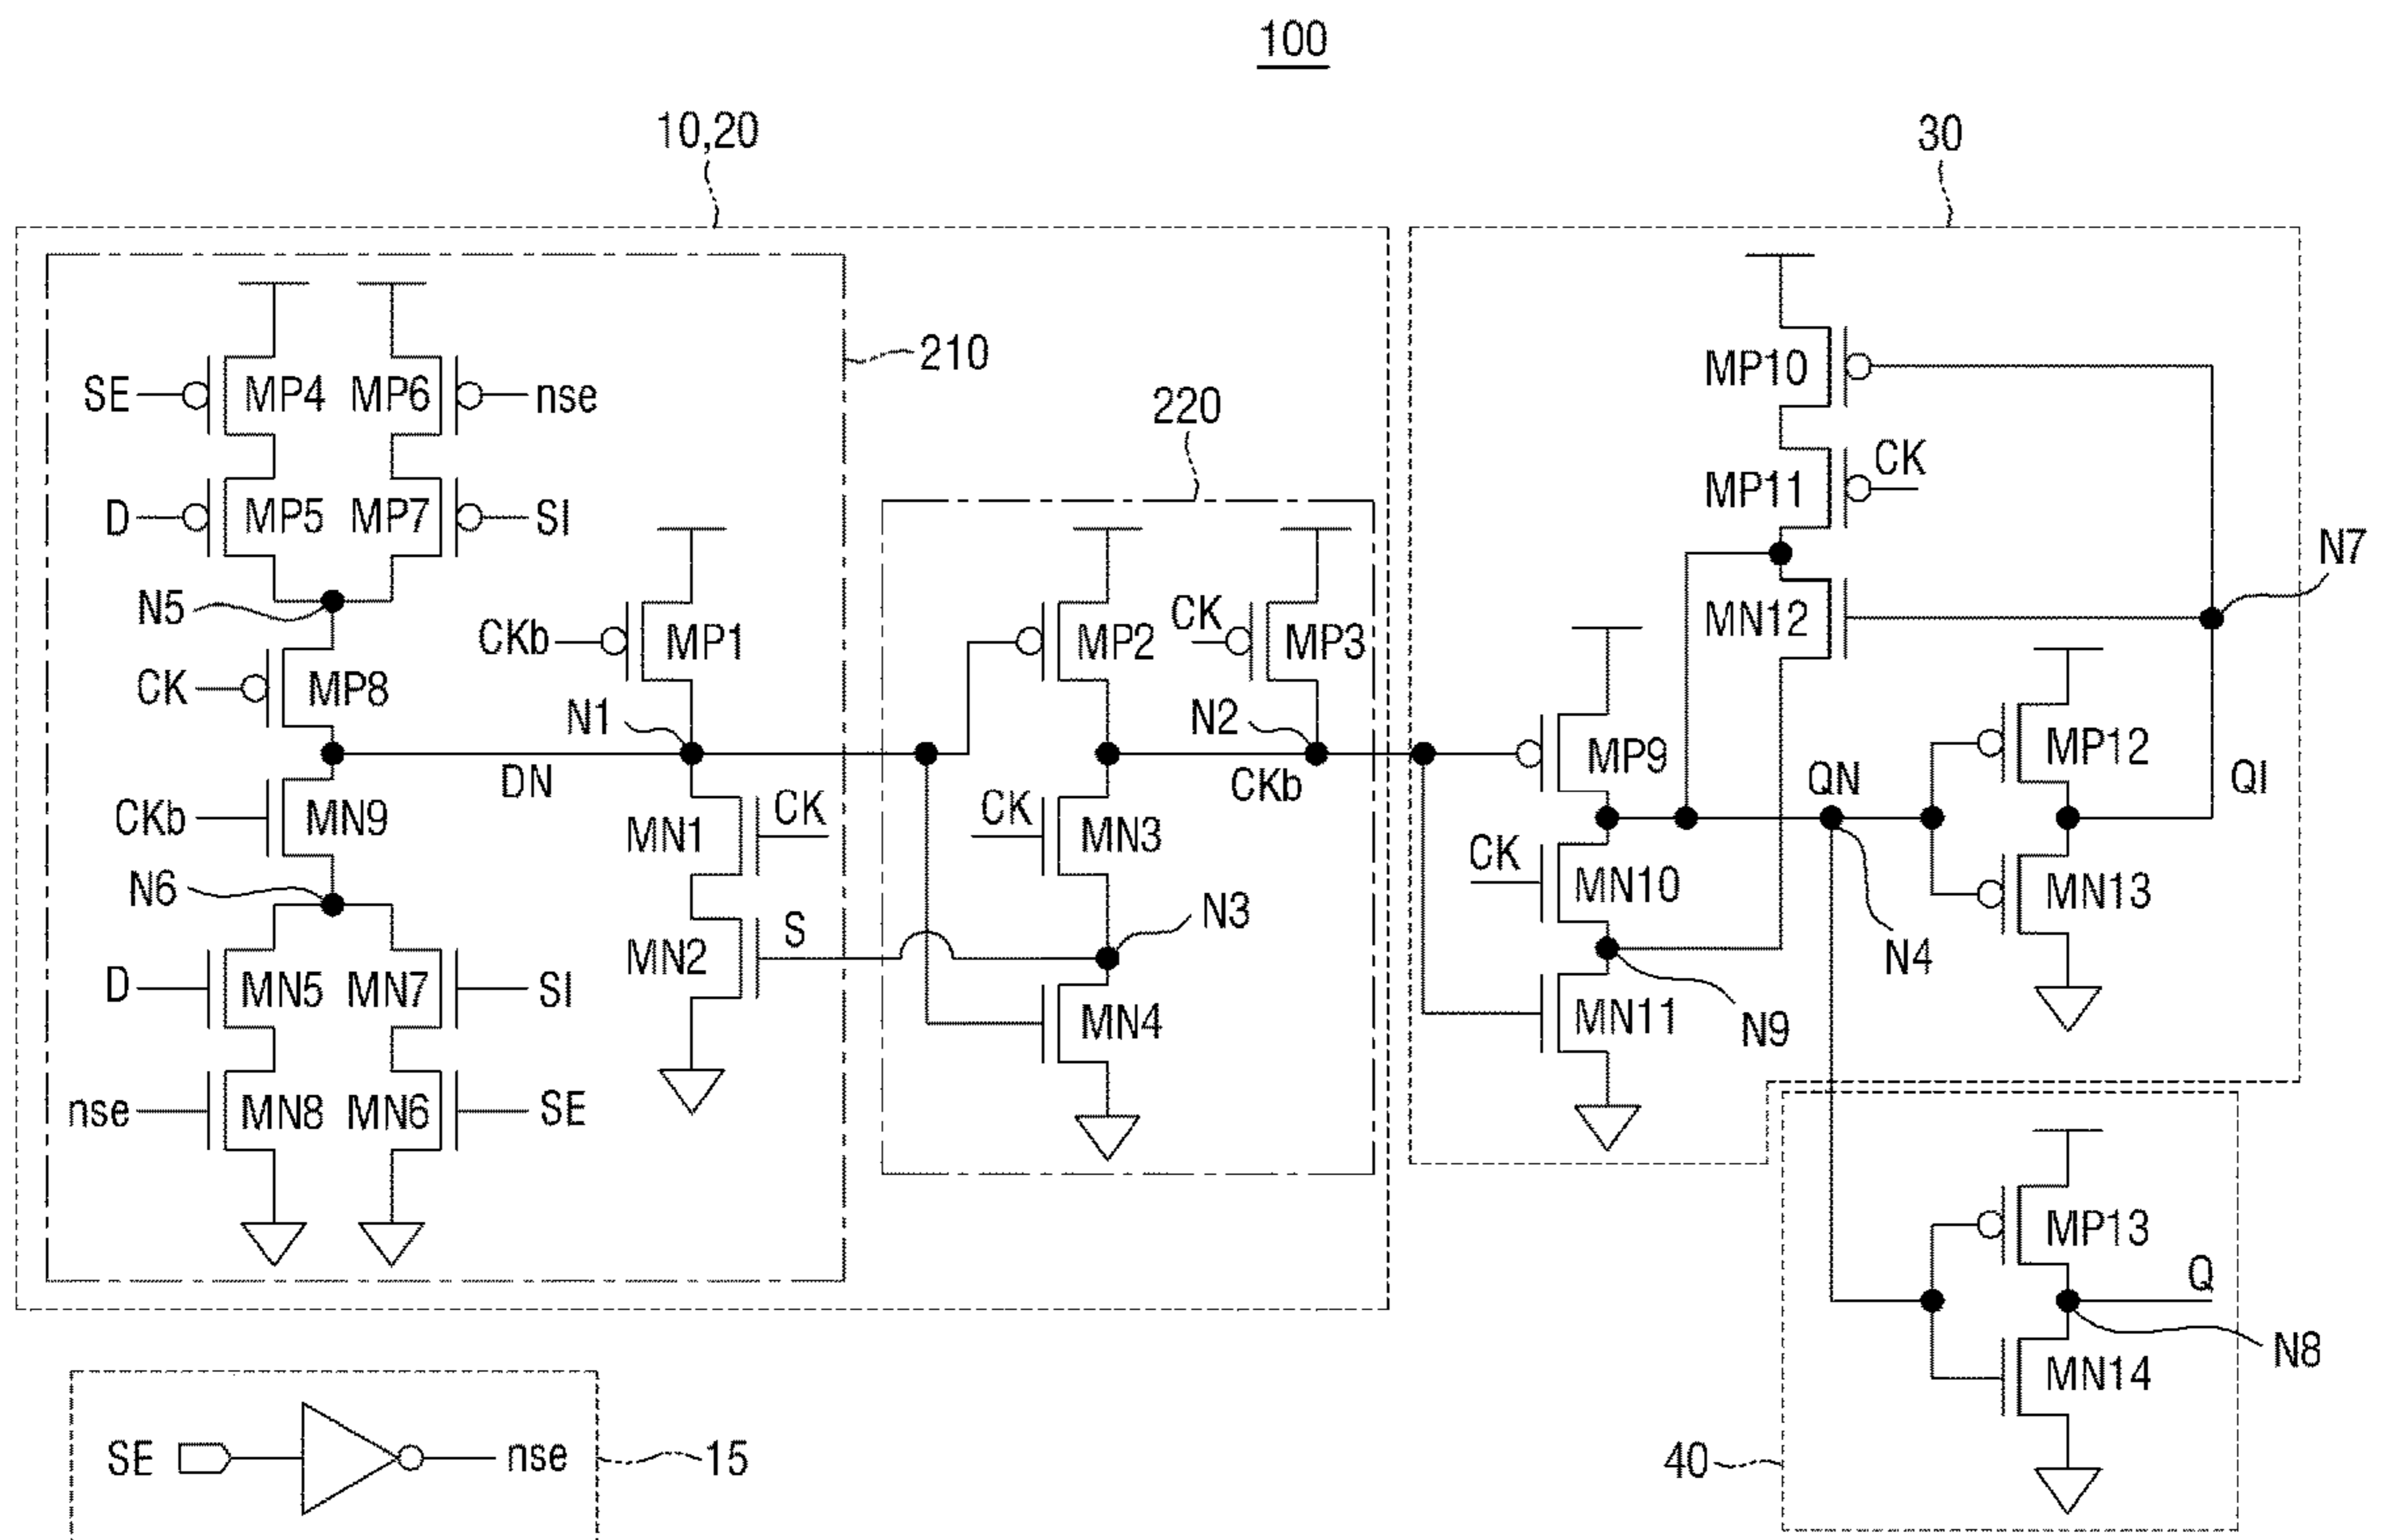 100
10,20
30
210
SE
MP4
MP6
nse
D
MP5
MP7
SI
N5
CKb
MP1
CK
MP8
N1
DN
CKb
MN9
MN1
CK
N6
MN2
S
D
MN5
MN7
SI
nse
MN8
MN6
SE
220
MP2
CK
MP3
N2
CKb
CK
MN3
N3
MN4
MP10
MP11
CK
MN12
N7
MP9
MP12
QN
QI
CK
MN10
MN13
N4
MN11
N9
MP13
Q
MN14
N8
40
SE
nse
15